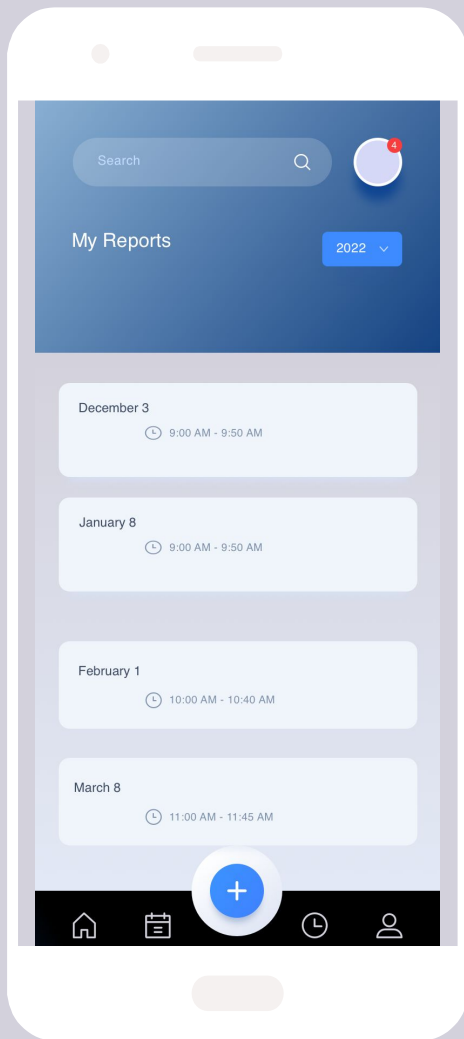 Search
4
My Reports
2022
December 3
9:00 AM - 9:50 AM
January 8
9:00 AM - 9:50 AM
February 1
10:00 AM - 10:40 AM
March 8
11:00 AM - 11:45 AM